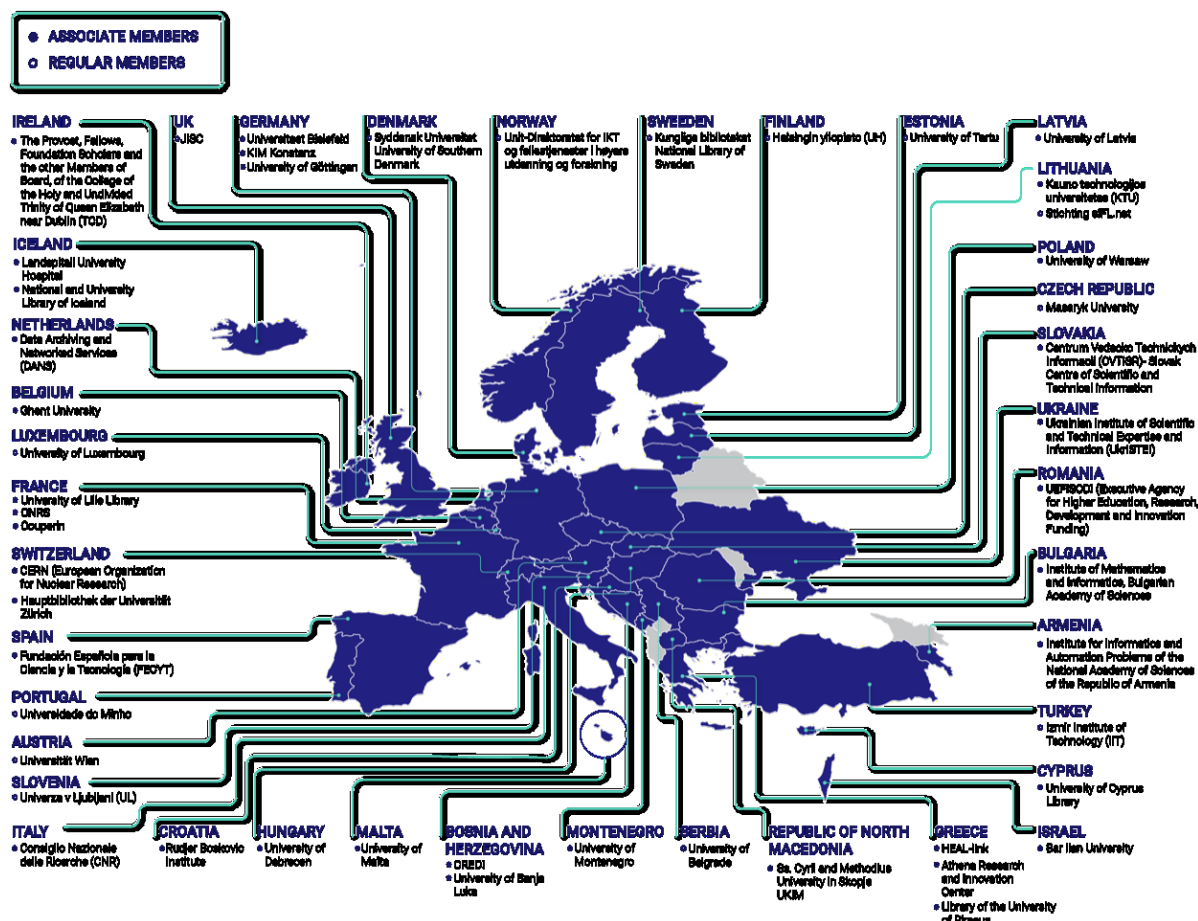 ASSOCIATE MEMBERS
REGULAR MEMBERS
IRELAND
The Provost, Fellows,
Foundation Scholars and
the other Members of
Board, of the College of
the Holy and Undivided
Trinity of Queen Elizabeth
near Dublin (TCD)
UK
JISC
GERMANY
Universitaet Bielefeld
KIM Konstanz
University of Göttingen
DENMARK
Syddansk Universitet
University of Southern
Denmark
NORWAY
Unit-Direktoratet for IKT
og fellestjenester i høyere
utdanning og forskning
SWEDEN
Kungliga biblioteket
National Library of
Sweden
FINLAND
Helsingin yliopisto (UH)
ESTONIA
University of Tartu
LATVIA
University of Latvia
LITHUANIA
Kauno technologijos
universitetas (KTU)
Stichting eIFL.net
ICELAND
Landspitali University
Hospital
National and University
Library of Iceland
POLAND
University of Warsaw
CZECH REPUBLIC
Masaryk University
NETHERLANDS
Data Archiving and
Networked Services
(DANS)
SLOVAKIA
Centrum Vedecko Technickych
Informacii (CVTISR)- Slovak
Centre of Scientific and
Technical Information
BELGIUM
Ghent University
UKRAINE
Ukrainian Institute of Scientific
and Technical Expertise and
Information (UkrISTEI)
LUXEMBOURG
University of Luxembourg
ROMANIA
UEFISCDI (Executive Agency
for Higher Education, Research,
Development and Innovation
Funding)
FRANCE
University of Lille Library
CNRS
Couperin
BULGARIA
Institute of Mathematics
and Informatics, Bulgarian
Academy of Sciences
SWITZERLAND
CERN (European Organization
for Nuclear Research)
Hauptbibliothek der Universität
Zürich
ARMENIA
Institute for Informatics and
Automation Problems of the
National Academy of Sciences
of the Republic of Armenia
SPAIN
Fundación Española para la
Ciencia y la Tecnología (FECYT)
PORTUGAL
Universidade do Minho
TURKEY
Izmir Institute of
Technology (IIT)
AUSTRIA
Universität Wien
CYPRUS
University of Cyprus
Library
SLOVENIA
Univerza v Ljubljani (UL)
ITALY
Consiglio Nazionale
delle Ricerche (CNR)
CROATIA
Rudjer Boskovic
Institute
HUNGARY
University of
Debrecen
MALTA
University of
Malta
BOSNIA AND
HERZEGOVINA
CREDI
University of Banja
Luka
MONTENEGRO
University of
Montenegro
SERBIA
University of
Belgrade
REPUBLIC OF NORTH
MACEDONIA
Ss. Cyril and Methodius
University in Skopje
UKIM
GREECE
HEAL-link
Athena Research
and Innovation
Center
Library of the University
of Piraeus
ISRAEL
Bar Ilan University